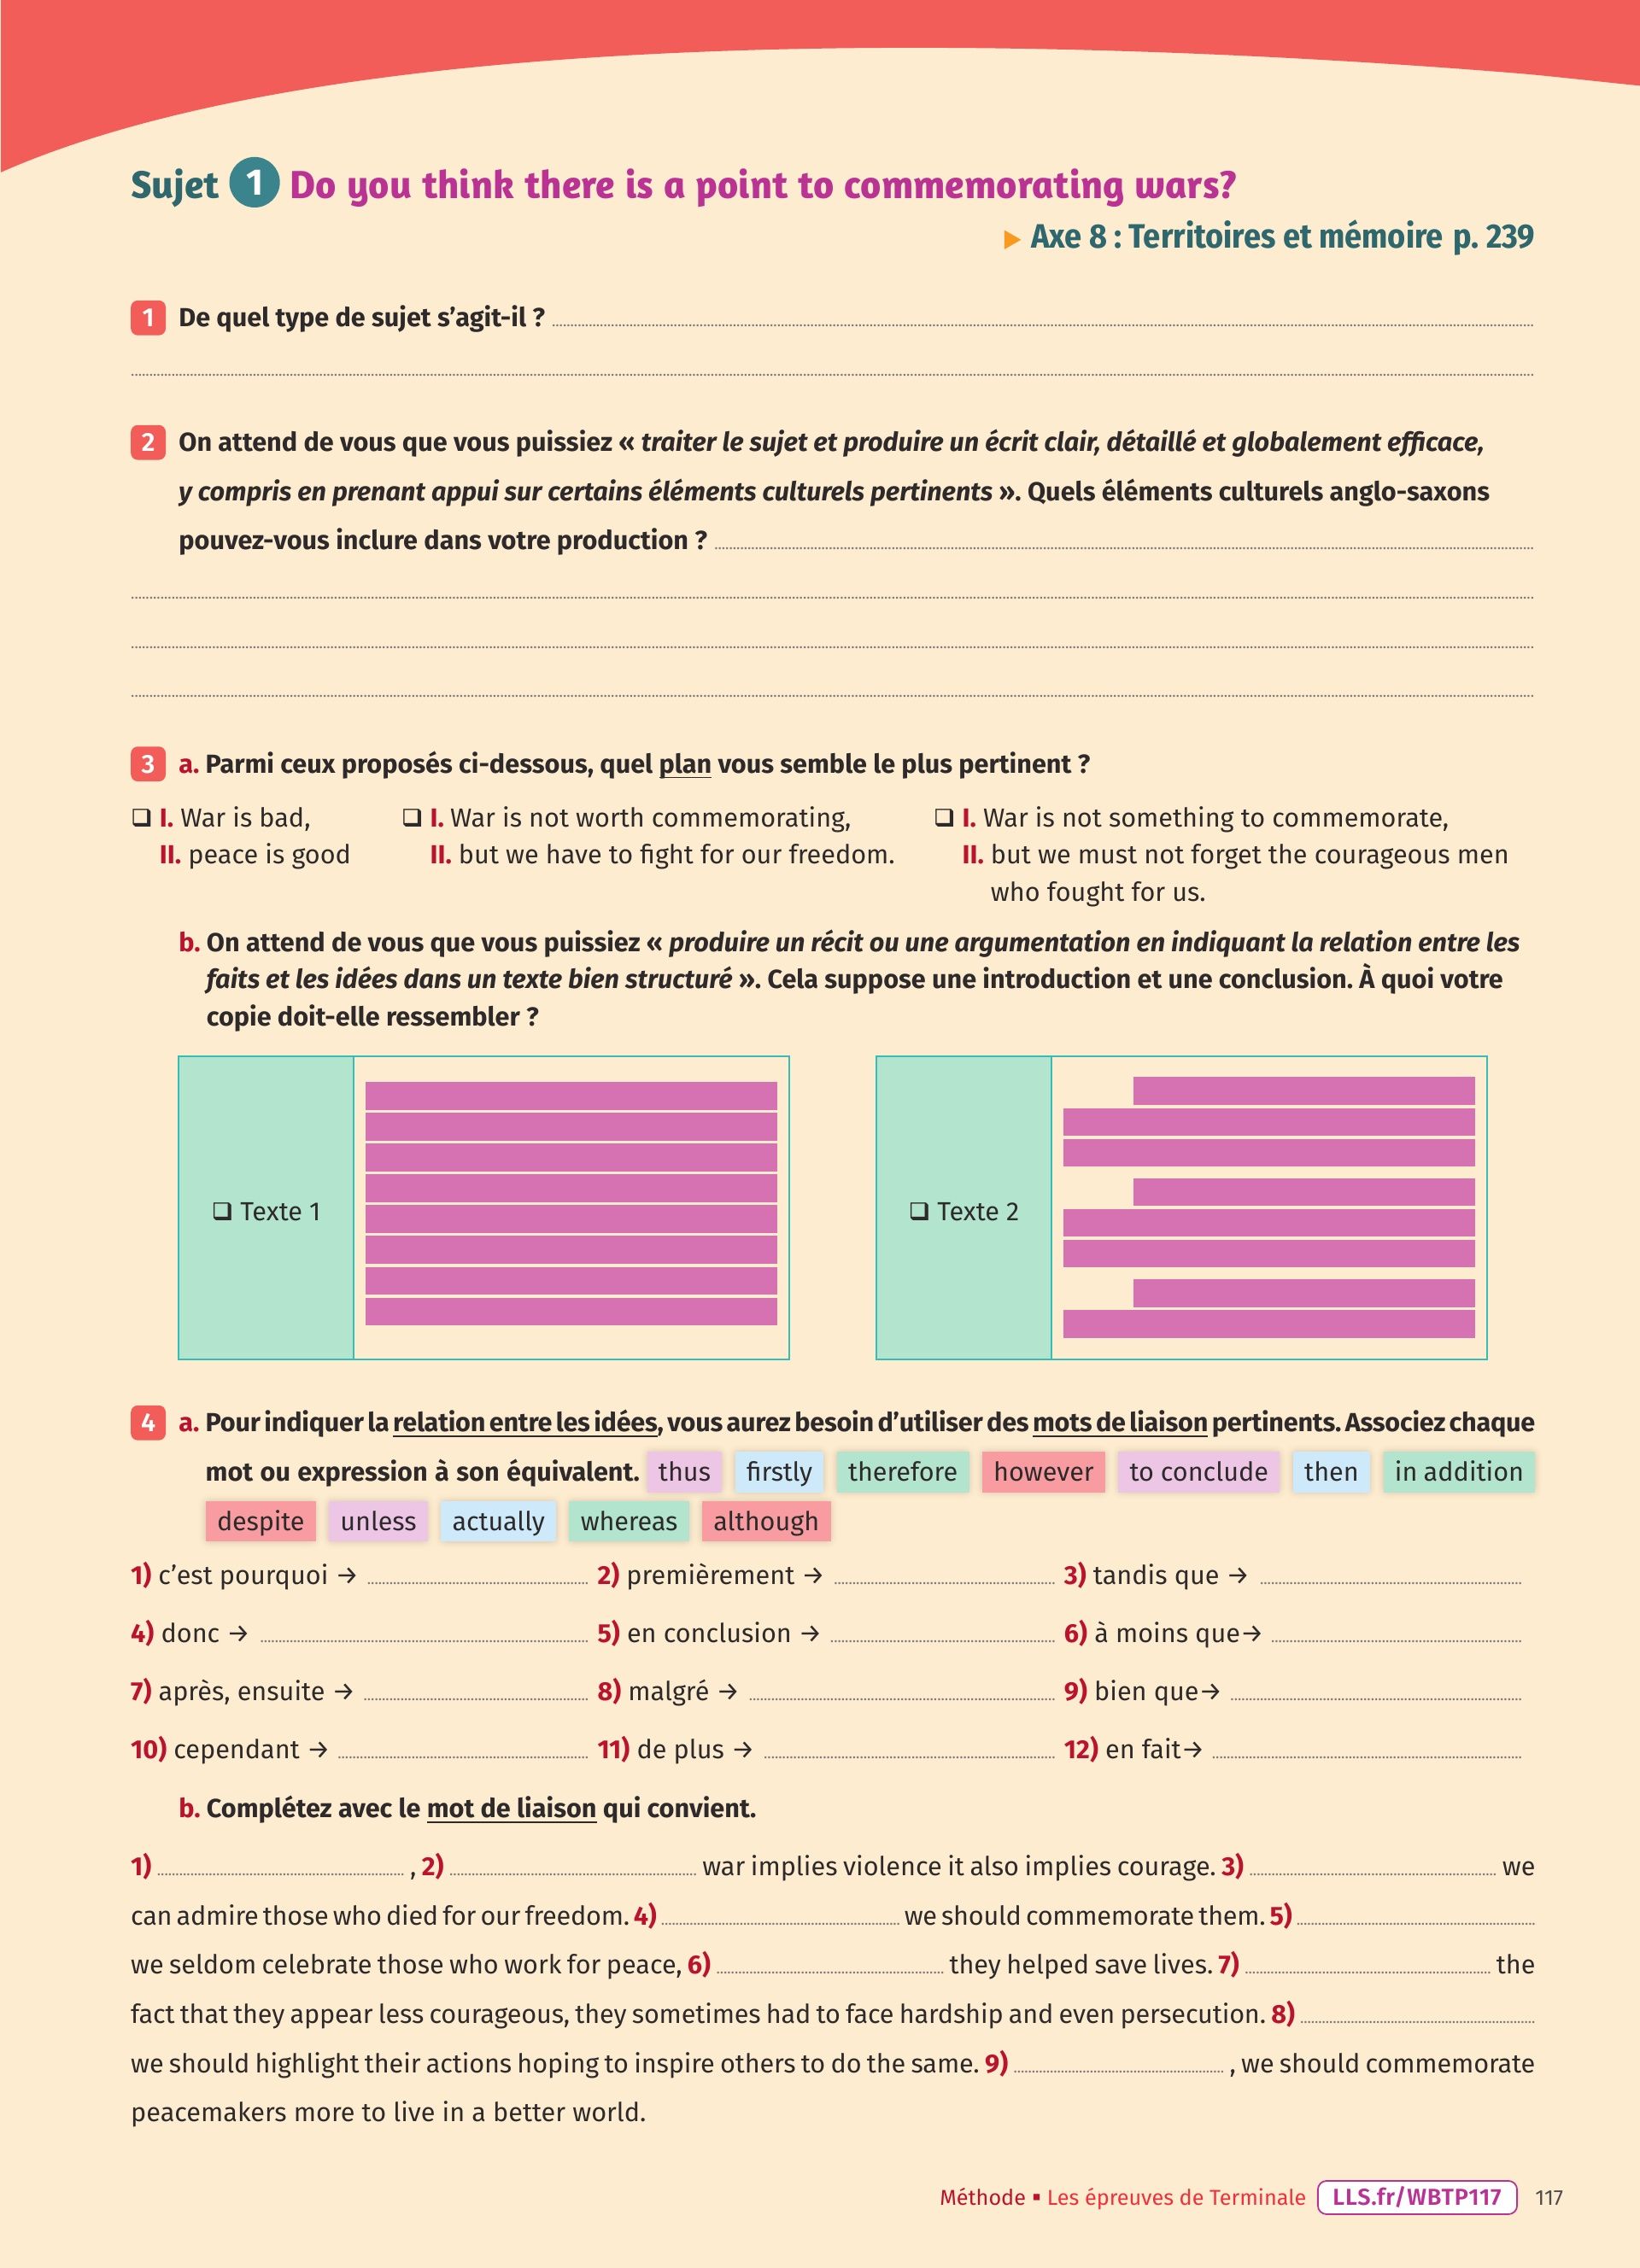 Sujet 1 Do you think there is a point to commemorating wars?
▶ Axe 8 : Territoires et mémoire p. 239
1 De quel type de sujet s’agit-il ?
2 On attend de vous que vous puissiez « traiter le sujet et produire un écrit clair, détaillé et globalement efficace,
y compris en prenant appui sur certains éléments culturels pertinents ». Quels éléments culturels anglo-saxons
pouvez-vous inclure dans votre production ?
3 a. Parmi ceux proposés ci-dessous, quel plan vous semble le plus pertinent ?
❑ I. War is bad,
II. peace is good
❑ I. War is not worth commemorating,
II. but we have to fight for our freedom.
❑ I. War is not something to commemorate,
II. but we must not forget the courageous men
who fought for us.
b. On attend de vous que vous puissiez « produire un récit ou une argumentation en indiquant la relation entre les
faits et les idées dans un texte bien structuré ». Cela suppose une introduction et une conclusion. À quoi votre
copie doit-elle ressembler ?
❑ Texte 1
❑ Texte 2
4 a. Pour indiquer la relation entre les idées, vous aurez besoin d’utiliser des mots de liaison pertinents. Associez chaque
mot ou expression à son équivalent. thus firstly therefore however to conclude then in addition
despite unless actually whereas although
1) c’est pourquoi → 2) premièrement → 3) tandis que →
4) donc → 5) en conclusion → 6) à moins que→
7) après, ensuite → 8) malgré → 9) bien que→
10) cependant → 11) de plus → 12) en fait→
b. Complétez avec le mot de liaison qui convient.
1) , 2) war implies violence it also implies courage. 3) we
can admire those who died for our freedom. 4) we should commemorate them. 5)
we seldom celebrate those who work for peace, 6) they helped save lives. 7) the
fact that they appear less courageous, they sometimes had to face hardship and even persecution. 8)
we should highlight their actions hoping to inspire others to do the same. 9) , we should commemorate
peacemakers more to live in a better world.
Méthode ▪ Les épreuves de Terminale LLS.fr/WBTP117 117